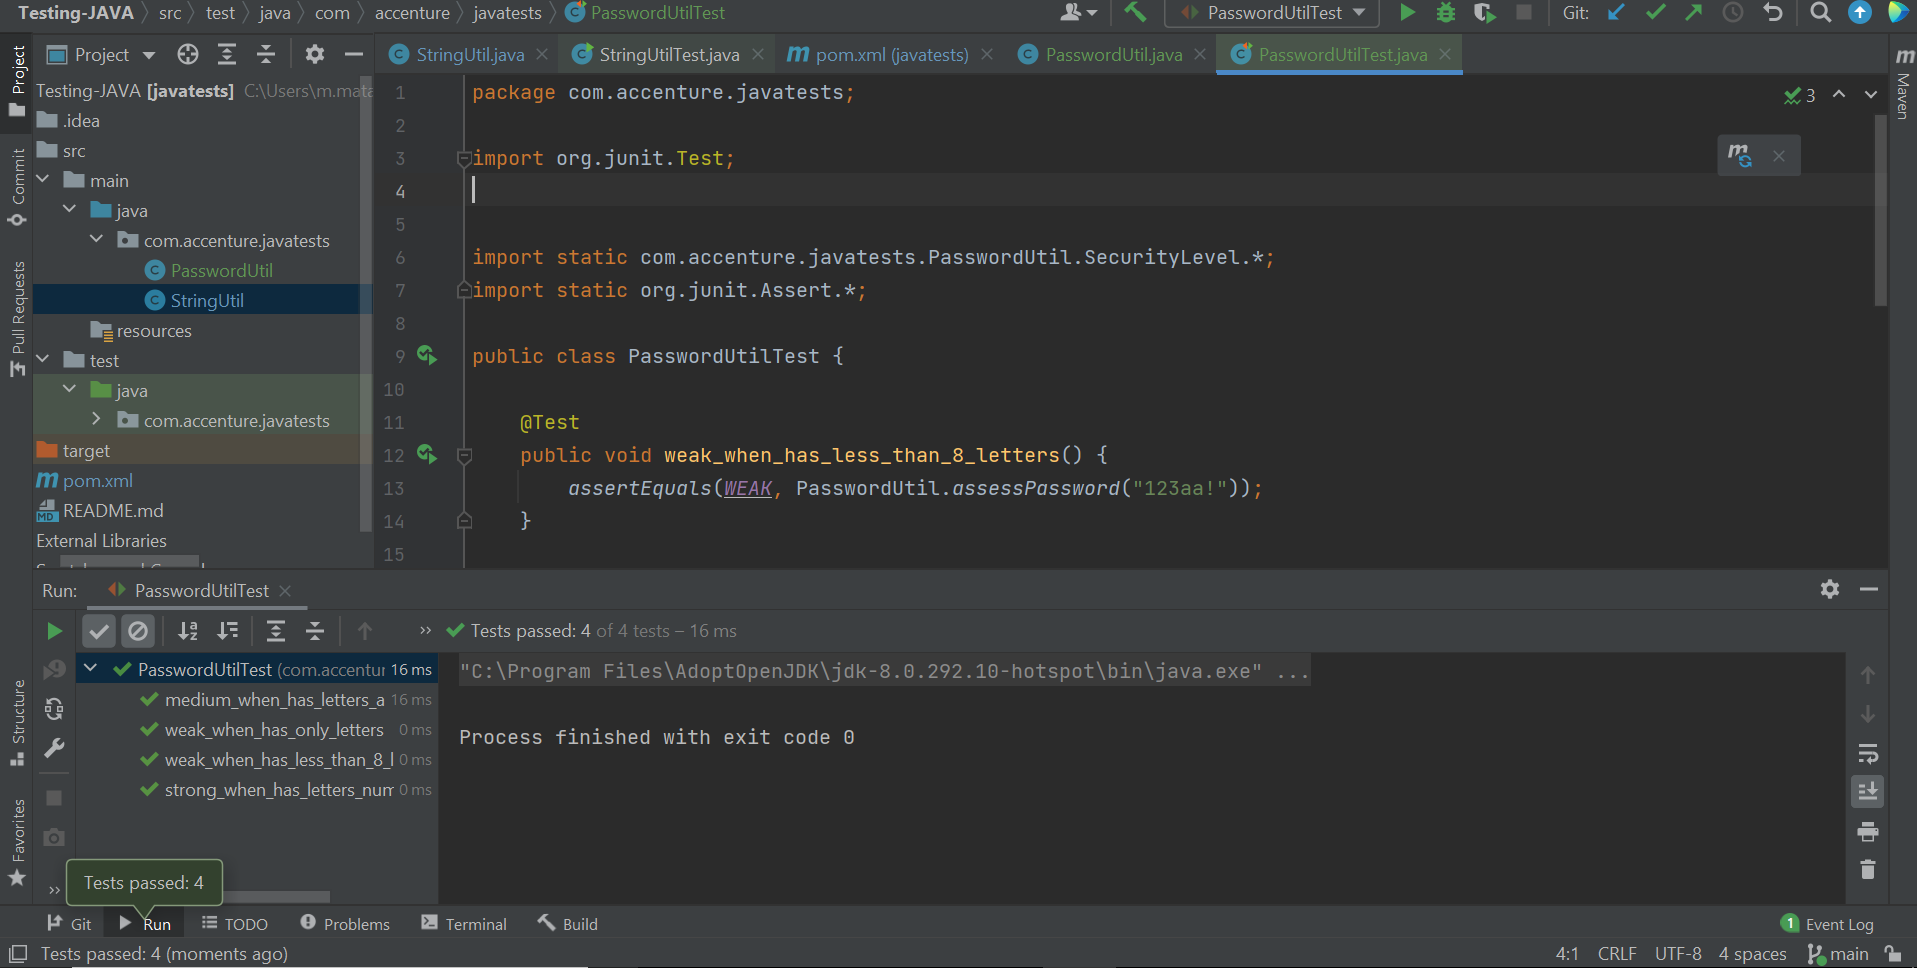 Testing-JAVA src test java com accenture javatests PasswordUtilTest
PasswordUtilTest
Git:
Project
StringUtil.java
StringUtilTest.java
pom.xml (javatests)
PasswordUtil.java
PasswordUtilTest.java
Project
Commit
Pull Requests
Structure
Favorites
Maven
Testing-JAVA [javatests] C:\Users\m.mata
.idea
src
main
java
com.accenture.javatests
PasswordUtil
StringUtil
resources
test
java
com.accenture.javatests
target
pom.xml
README.md
External Libraries
3
1 package com.accenture.javatests;
2
3 import org.junit.Test;
4
5
6 import static com.accenture.javatests.PasswordUtil.SecurityLevel.*;
7 import static org.junit.Assert.*;
8
9 public class PasswordUtilTest {
10
11 @Test
12 public void weak_when_has_less_than_8_letters() {
13 assertEquals(WEAK, PasswordUtil.assessPassword("123aa!"));
14 }
15
Run: PasswordUtilTest
Tests passed: 4 of 4 tests – 16 ms
PasswordUtilTest (com.accentur 16 ms
medium_when_has_letters_a 16 ms
weak_when_has_only_letters 0 ms
weak_when_has_less_than_8_l 0 ms
strong_when_has_letters_num 0 ms
"C:\Program Files\AdoptOpenJDK\jdk-8.0.292.10-hotspot\bin\java.exe" ...
Process finished with exit code 0
Tests passed: 4
Git Run TODO Problems Terminal Build
1 Event Log
Tests passed: 4 (moments ago)
4:1 CRLF UTF-8 4 spaces main